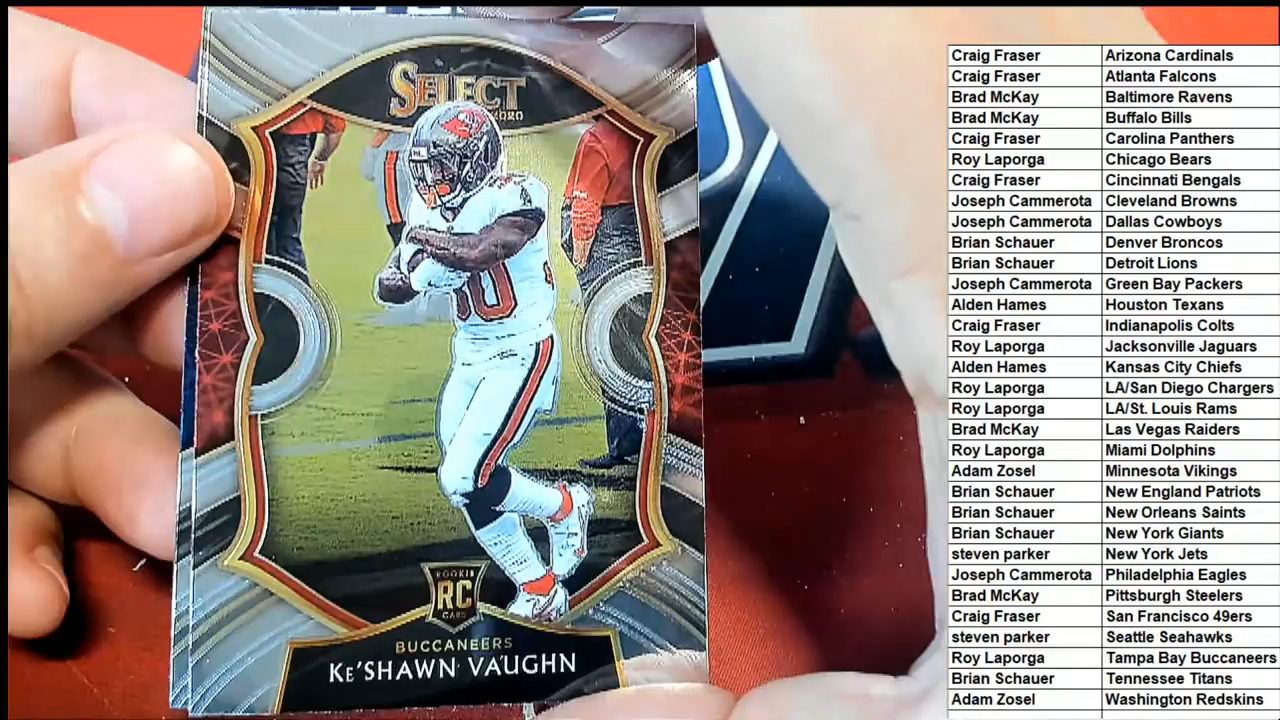 SELECT
2020
30
ROOKIE
RC
CARD
BUCCANEERS
KE'SHAWN VAUGHN
Craig Fraser Arizona Cardinals
Craig Fraser Atlanta Falcons
Brad McKay Baltimore Ravens
Brad McKay Buffalo Bills
Craig Fraser Carolina Panthers
Roy Laporga Chicago Bears
Craig Fraser Cincinnati Bengals
Joseph Cammerota Cleveland Browns
Joseph Cammerota Dallas Cowboys
Brian Schauer Denver Broncos
Brian Schauer Detroit Lions
Joseph Cammerota Green Bay Packers
Alden Hames Houston Texans
Craig Fraser Indianapolis Colts
Roy Laporga Jacksonville Jaguars
Alden Hames Kansas City Chiefs
Roy Laporga LA/San Diego Chargers
Roy Laporga LA/St. Louis Rams
Brad McKay Las Vegas Raiders
Roy Laporga Miami Dolphins
Adam Zosel Minnesota Vikings
Brian Schauer New England Patriots
Brian Schauer New Orleans Saints
Brian Schauer New York Giants
steven parker New York Jets
Joseph Cammerota Philadelphia Eagles
Brad McKay Pittsburgh Steelers
Craig Fraser San Francisco 49ers
steven parker Seattle Seahawks
Roy Laporga Tampa Bay Buccaneers
Brian Schauer Tennessee Titans
Adam Zosel Washington Redskins